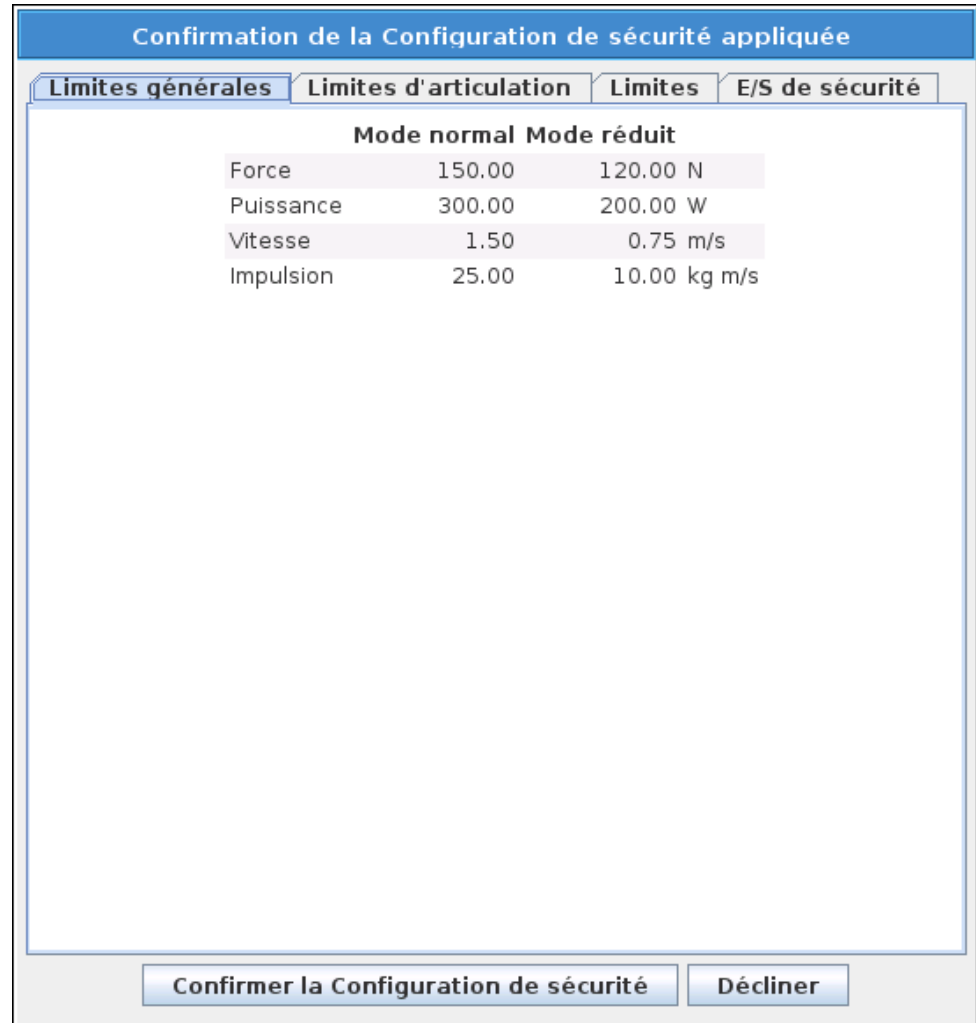 Confirmation de la Configuration de sécurité appliquée
Limites générales Limites d'articulation Limites E/S de sécurité
Mode normal Mode réduit
Force 150.00 120.00 N
Puissance 300.00 200.00 W
Vitesse 1.50 0.75 m/s
Impulsion 25.00 10.00 kg m/s
Confirmer la Configuration de sécurité Décliner